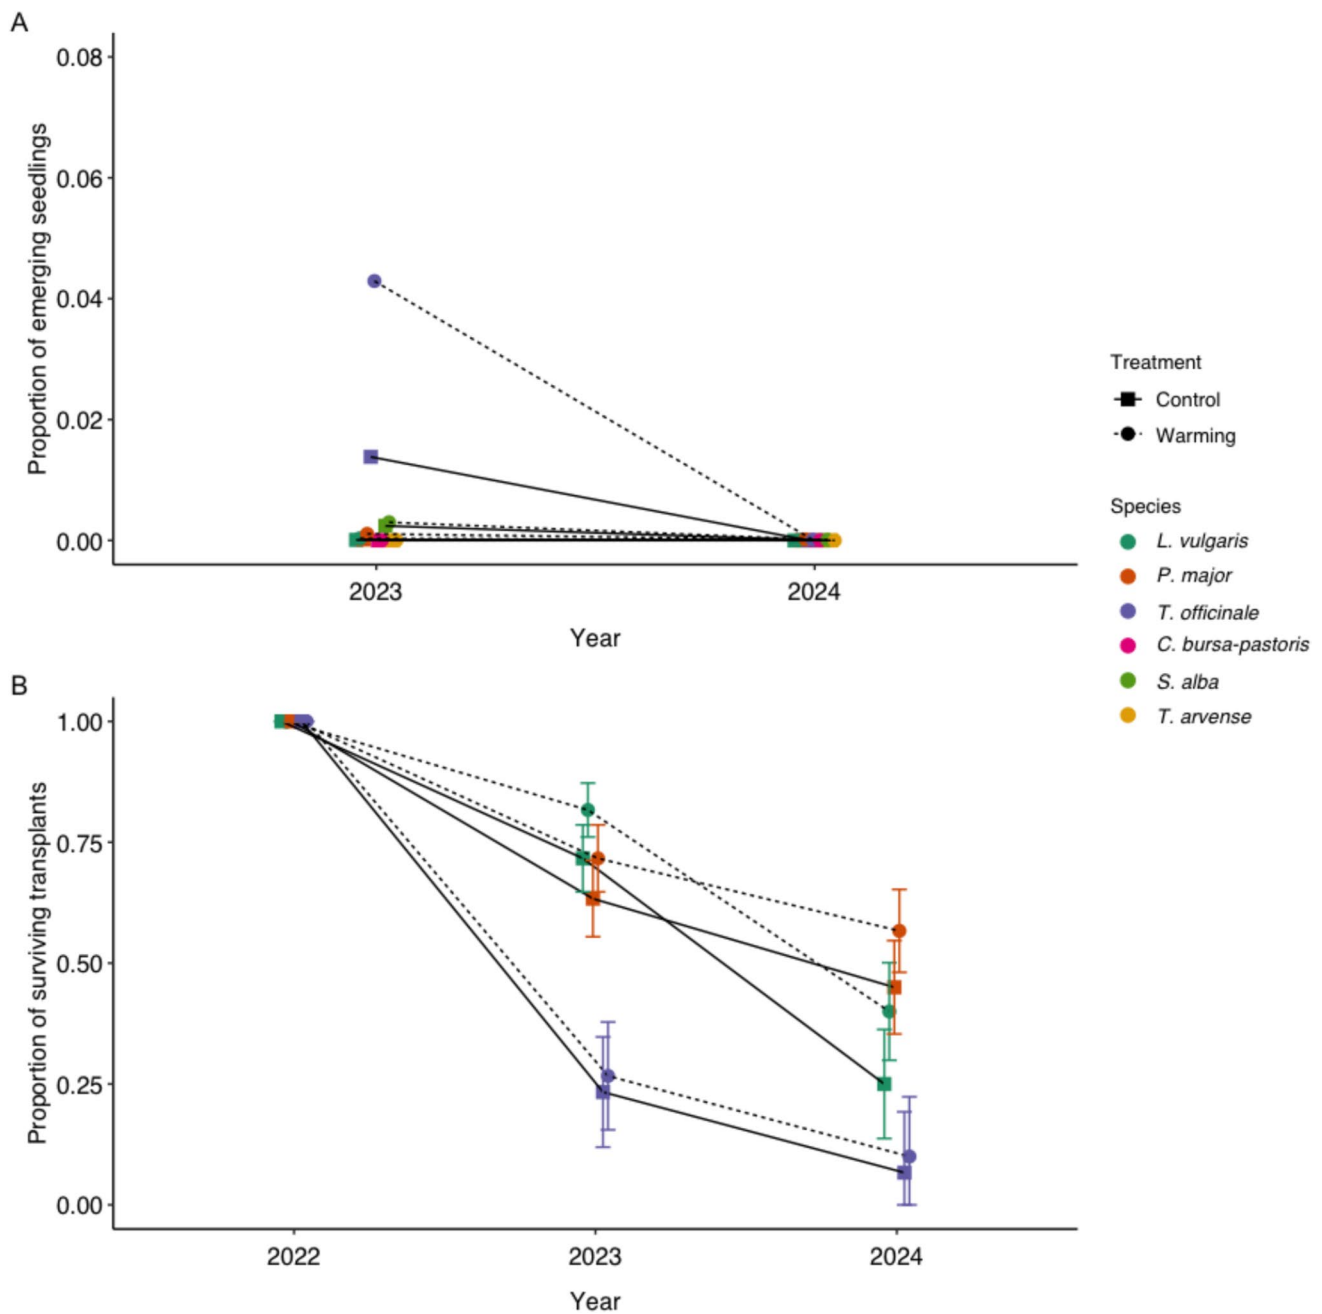 A
Proportion of emerging seedlings
0.08
0.06
0.04
0.02
0.00
2023
2024
Year
Treatment
Control
Warming
Species
L. vulgaris
P. major
T. officinale
C. bursa-pastoris
S. alba
T. arvense
B
Proportion of surviving transplants
1.00
0.75
0.50
0.25
0.00
2022
2023
2024
Year